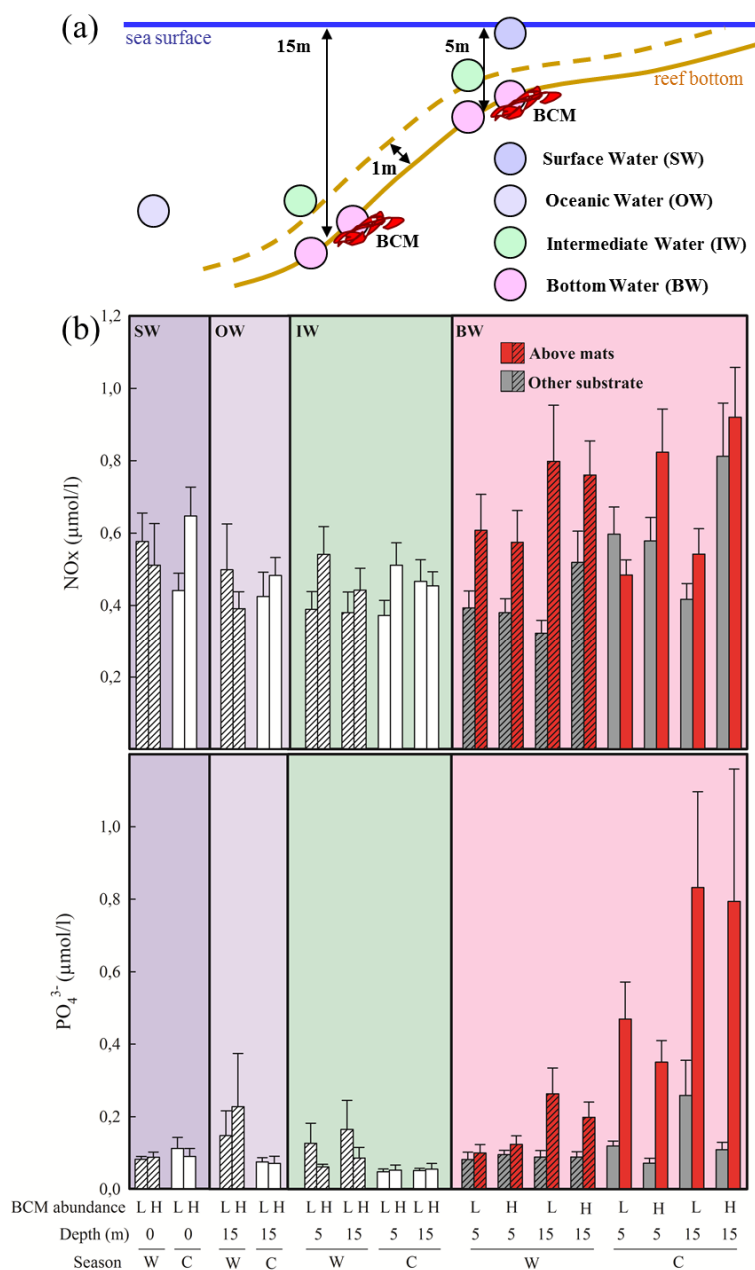 (a)
sea surface
15m
5m
reef bottom
BCM
1m
BCM
Surface Water (SW)
Oceanic Water (OW)
Intermediate Water (IW)
Bottom Water (BW)
(b)
SW OW IW BW
Above mats
Other substrate
1,2
1,0
0,8
0,6
0,4
0,2
NOx (µmol/l)
1,0
0,8
0,6
0,4
0,2
0,0
PO₄³⁻ (µmol/l)
BCM abundance L H L H L H L H L H L H L H L H L H L H L H L H
Depth (m) 0 0 15 15 5 15 5 15 5 5 15 15 5 5 15 15
Season W C W C W C W C